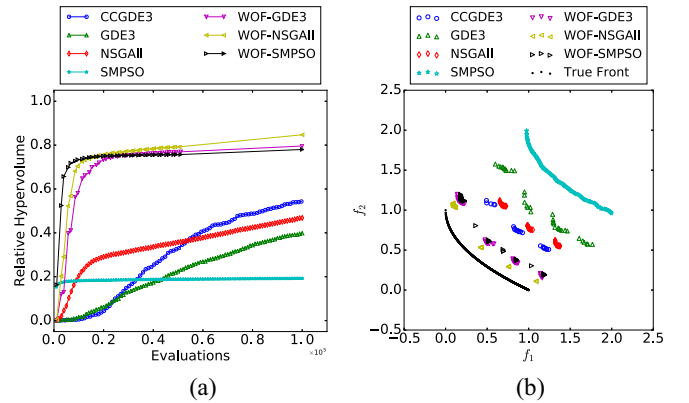 CCGDE3
GDE3
NSGAII
SMPSO
WOF-GDE3
WOF-NSGAII
WOF-SMPSO
Relative Hypervolume
1.0
0.8
0.6
0.4
0.2
0.0
0.0 0.2 0.4 0.6 0.8 1.0
×10⁵
Evaluations
(a)
CCGDE3
GDE3
NSGAII
SMPSO
WOF-GDE3
WOF-NSGAII
WOF-SMPSO
True Front
f₂
2.5
2.0
1.5
1.0
0.5
0.0
−0.5
−0.5 0.0 0.5 1.0 1.5 2.0 2.5
f₁
(b)